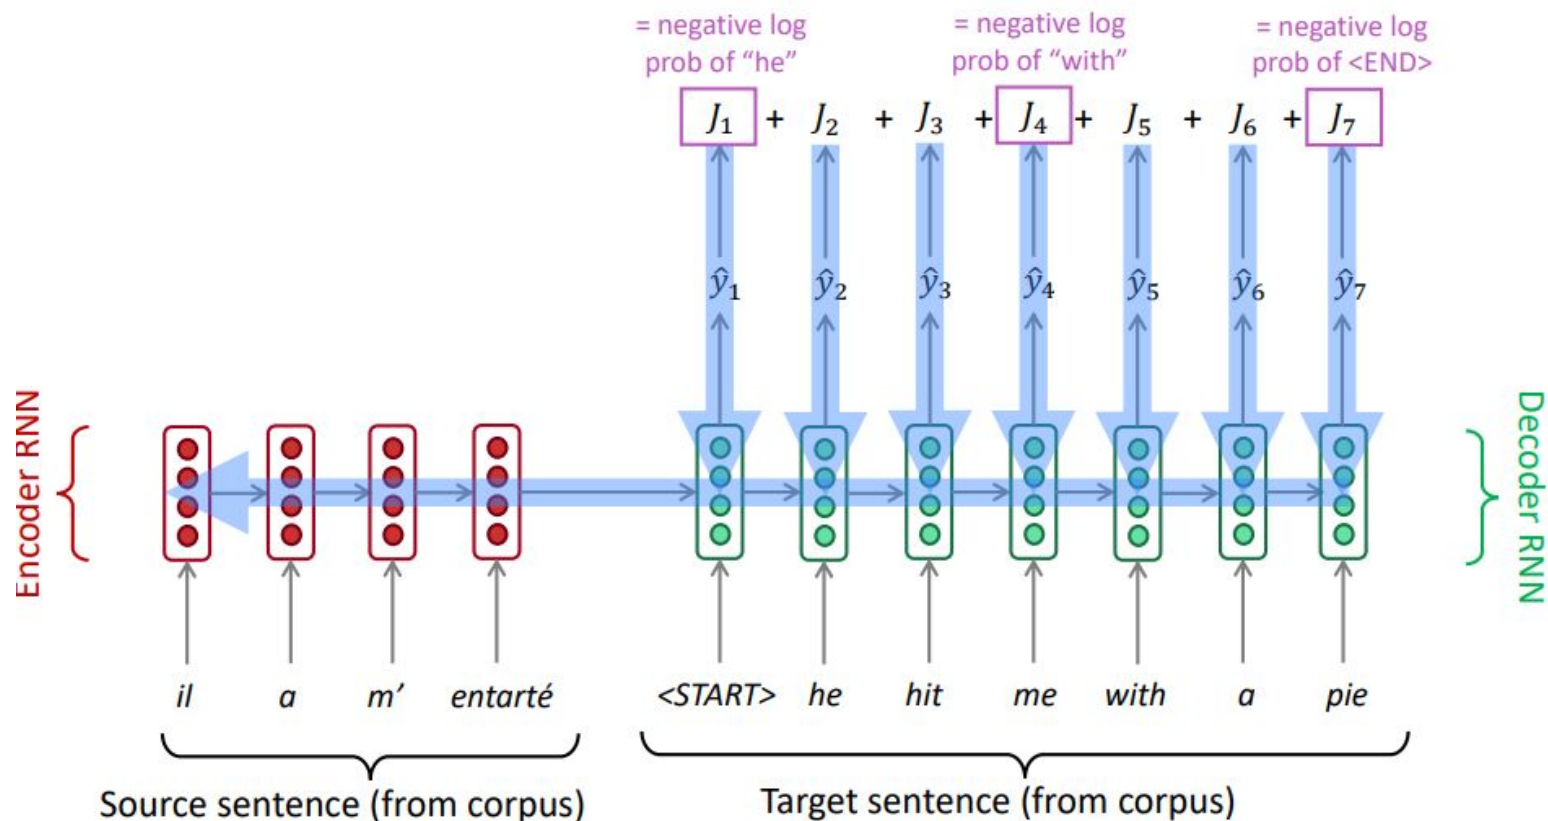 = negative log
prob of “he”
= negative log
prob of “with”
= negative log
prob of <END>
J₁ + J₂ + J₃ + J₄ + J₅ + J₆ + J₇
ŷ₁ ŷ₂ ŷ₃ ŷ₄ ŷ₅ ŷ₆ ŷ₇
Encoder RNN
Decoder RNN
il a m’ entarté <START> he hit me with a pie
Source sentence (from corpus)
Target sentence (from corpus)